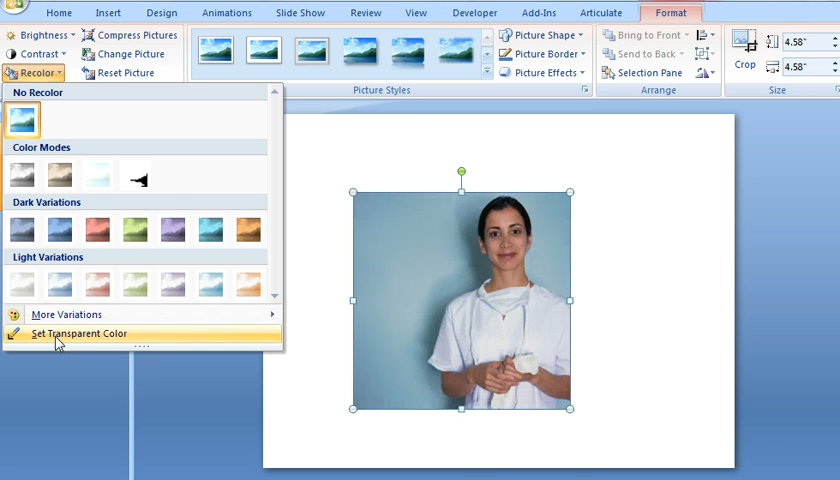 Home Insert Design Animations Slide Show Review View Developer Add-Ins Articulate Format
Brightness Compress Pictures Picture Shape Bring to Front 4.58"
Contrast Change Picture Picture Border Send to Back
Recolor Reset Picture Picture Effects Selection Pane Crop 4.58"
Picture Styles Arrange Size
No Recolor
Color Modes
Dark Variations
Light Variations
More Variations
Set Transparent Color